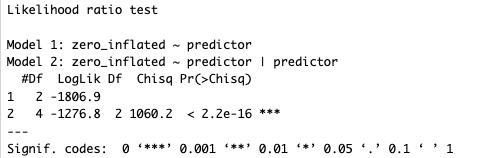 Likelihood ratio test

Model 1: zero_inflated ~ predictor
Model 2: zero_inflated ~ predictor | predictor
  #Df  LogLik Df  Chisq Pr(>Chisq)
1   2 -1806.9
2   4 -1276.8  2 1060.2  < 2.2e-16 ***
---
Signif. codes:  0 ‘***’ 0.001 ‘**’ 0.01 ‘*’ 0.05 ‘.’ 0.1 ‘ ’ 1